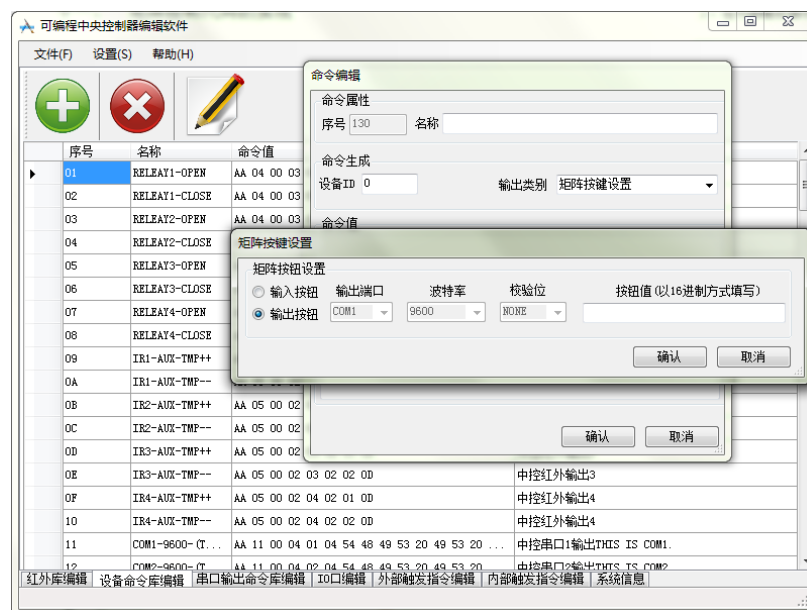 可编程中央控制器编辑软件
文件(F) 设置(S) 帮助(H)
序号 名称 命令值
01 RELEAY1-OPEN AA 04 00 03
02 RELEAY1-CLOSE AA 04 00 03
03 RELEAY2-OPEN AA 04 00 03
04 RELEAY2-CLOSE
05 RELEAY3-OPEN
06 RELEAY3-CLOSE
07 RELEAY4-OPEN
08 RELEAY4-CLOSE
09 IR1-AUX-TMP++
0A IR1-AUX-TMP--
0B IR2-AUX-TMP++ AA 05 00 02
0C IR2-AUX-TMP-- AA 05 00 02
0D IR3-AUX-TMP++ AA 05 00 02
0E IR3-AUX-TMP-- AA 05 00 02 03 02 02 0D 中控红外输出3
0F IR4-AUX-TMP++ AA 05 00 02 04 02 01 0D 中控红外输出4
10 IR4-AUX-TMP-- AA 05 00 02 04 02 02 0D 中控红外输出4
11 COM1-9600-(T... AA 11 00 04 01 04 54 48 49 53 20 49 53 20 ... 中控串口1输出THIS IS COM1.
12 COM2-9600-(T... 中控串口2输出THIS IS COM2
命令编辑
命令属性
序号 130 名称
命令生成
设备ID 0 输出类别 矩阵按键设置
命令值
矩阵按键设置
矩阵按钮设置
输入按钮 输出端口 波特率 校验位 按钮值(以16进制方式填写)
输出按钮 COM1 9600 NONE
确认 取消
确认 取消
红外库编辑 设备命令库编辑 串口输出命令库编辑 IO口编辑 外部触发指令编辑 内部触发指令编辑 系统信息